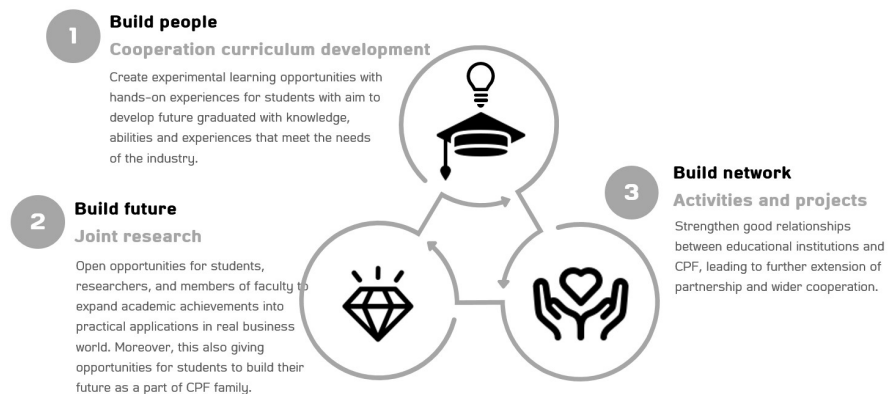 1
Build people
Cooperation curriculum development
Create experimental learning opportunities with
hands-on experiences for students with aim to
develop future graduated with knowledge,
abilities and experiences that meet the needs
of the industry.
2
Build future
Joint research
Open opportunities for students,
researchers, and members of faculty to
expand academic achievements into
practical applications in real business
world. Moreover, this also giving
opportunities for students to build their
future as a part of CPF family.
3
Build network
Activities and projects
Strengthen good relationships
between educational institutions and
CPF, leading to further extension of
partnership and wider cooperation.